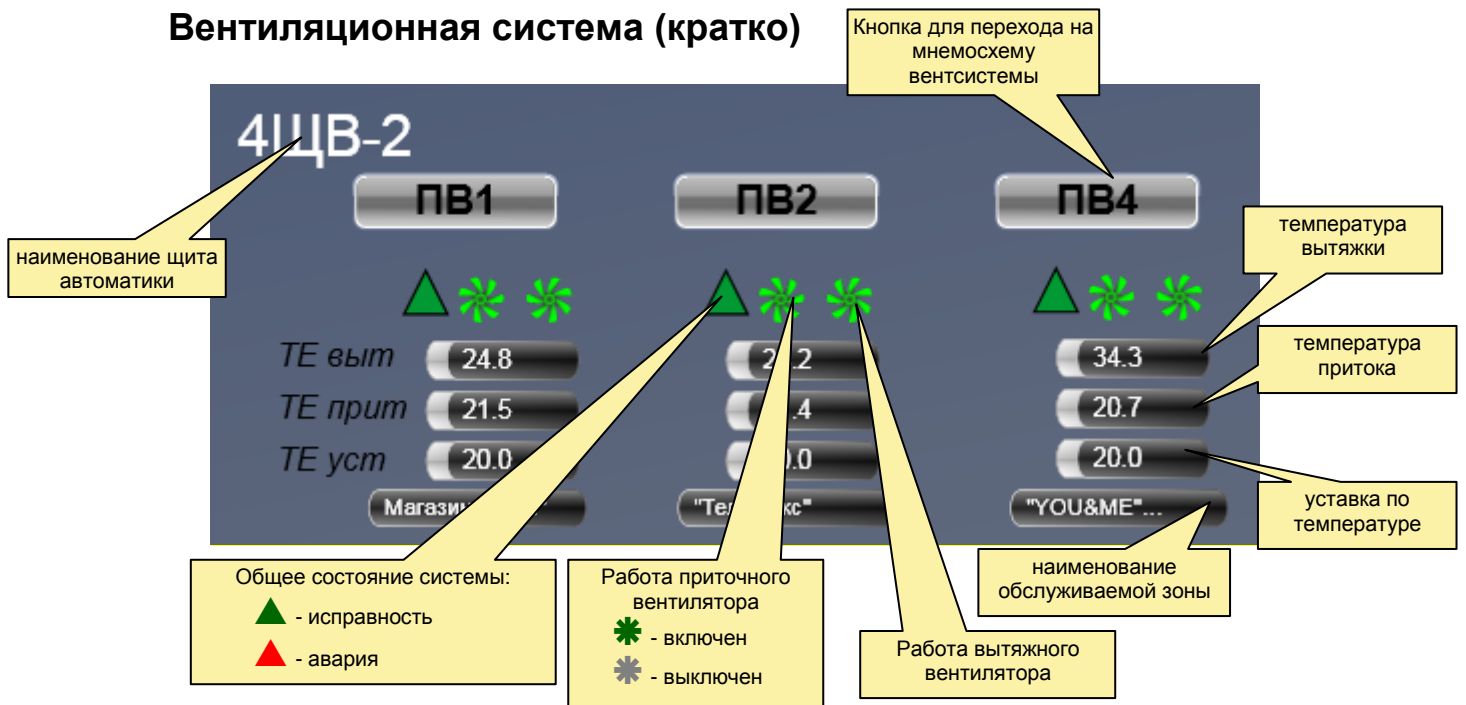 Вентиляционная система (кратко)
Кнопка для перехода на
мнемосхему
вентсистемы
4ЩВ-2
ПВ1
ПВ2
ПВ4
наименование щита
автоматики
температура
вытяжки
TE выт
24.8
.2
34.3
температура
притока
TE прит
21.5
.4
20.7
TE уст
20.0
.0
20.0
уставка по
температуре
"YOU&ME"...
Общее состояние системы:
- исправность
- авария
Работа приточного
вентилятора
- включен
- выключен
Работа вытяжного
вентилятора
наименование
обслуживаемой зоны